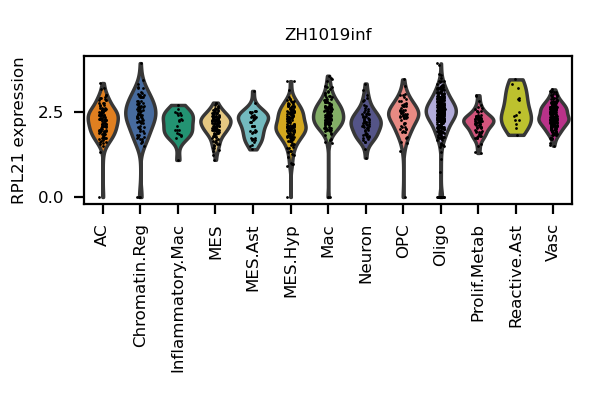 ZH1019inf
RPL21 expression
2.5
0.0
AC
Chromatin.Reg
Inflammatory.Mac
MES
MES.Ast
MES.Hyp
Mac
Neuron
OPC
Oligo
Prolif.Metab
Reactive.Ast
Vasc